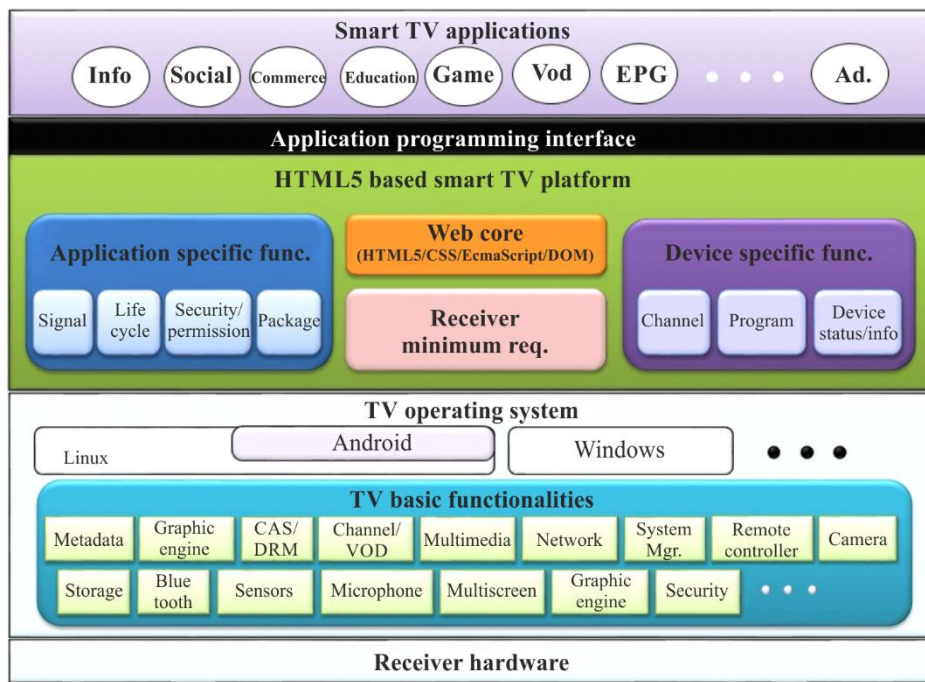 Smart TV applications
Info Social Commerce Education Game Vod EPG Ad.
Application programming interface
HTML5 based smart TV platform
Application specific func.
Signal
Life
cycle
Security/
permission
Package
Web core
(HTML5/CSS/EcmaScript/DOM)
Receiver
minimum req.
Device specific func.
Channel
Program
Device
status/info
TV operating system
Linux
Android
Windows
TV basic functionalities
Metadata
Graphic
engine
CAS/
DRM
Channel/
VOD
Multimedia
Network
System
Mgr.
Remote
controller
Camera
Storage
Blue
tooth
Sensors
Microphone
Multiscreen
Graphic
engine
Security
Receiver hardware